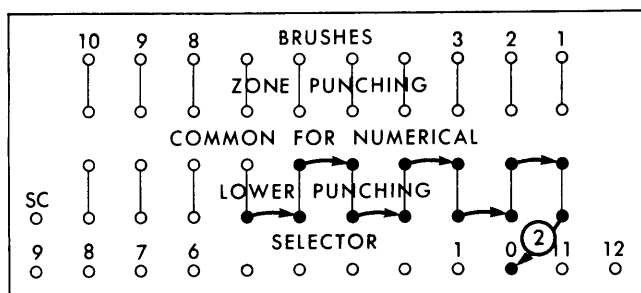 BRUSHES
10 9 8 3 2 1
ZONE PUNCHING
COMMON FOR NUMERICAL
LOWER PUNCHING
SC
SELECTOR
9 8 7 6 1 0 11 12
2